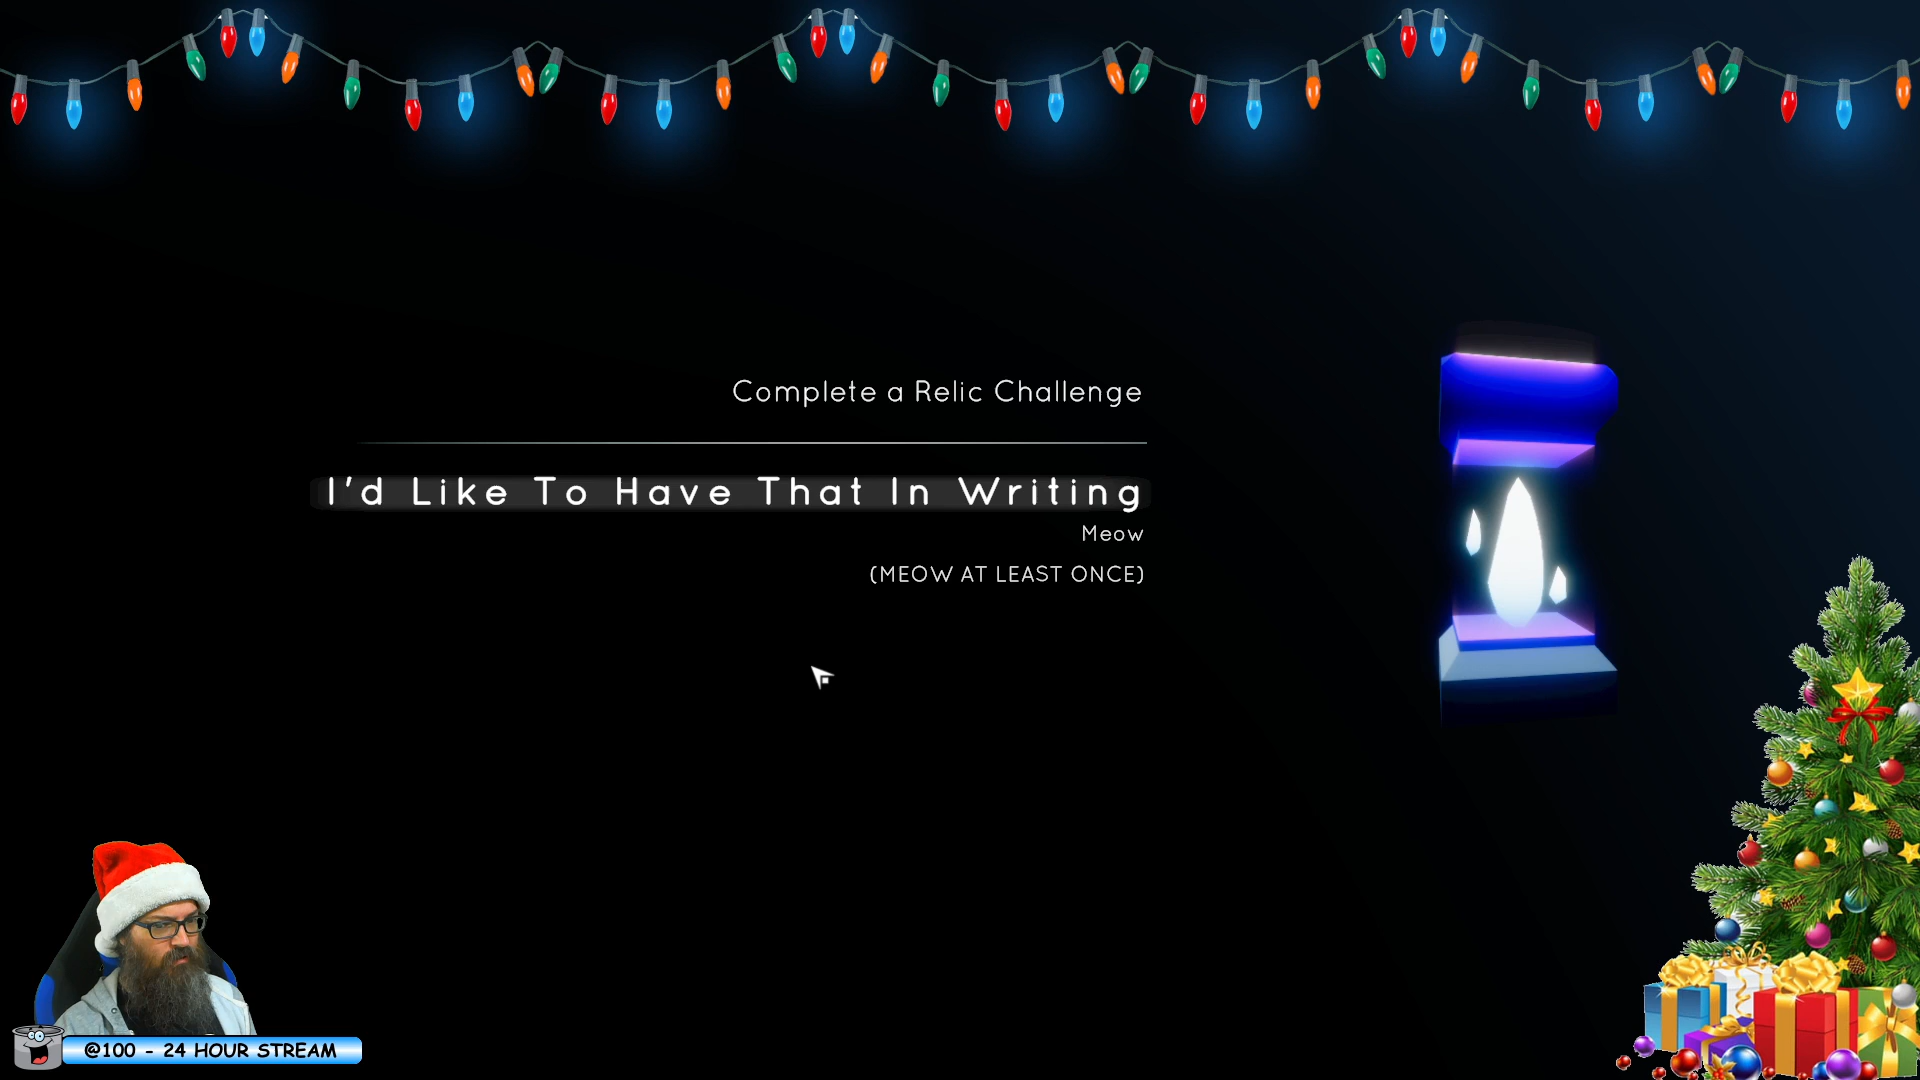 Complete a Relic Challenge
I'd Like To Have That In Writing
Meow
(MEOW AT LEAST ONCE)
@100 - 24 HOUR STREAM